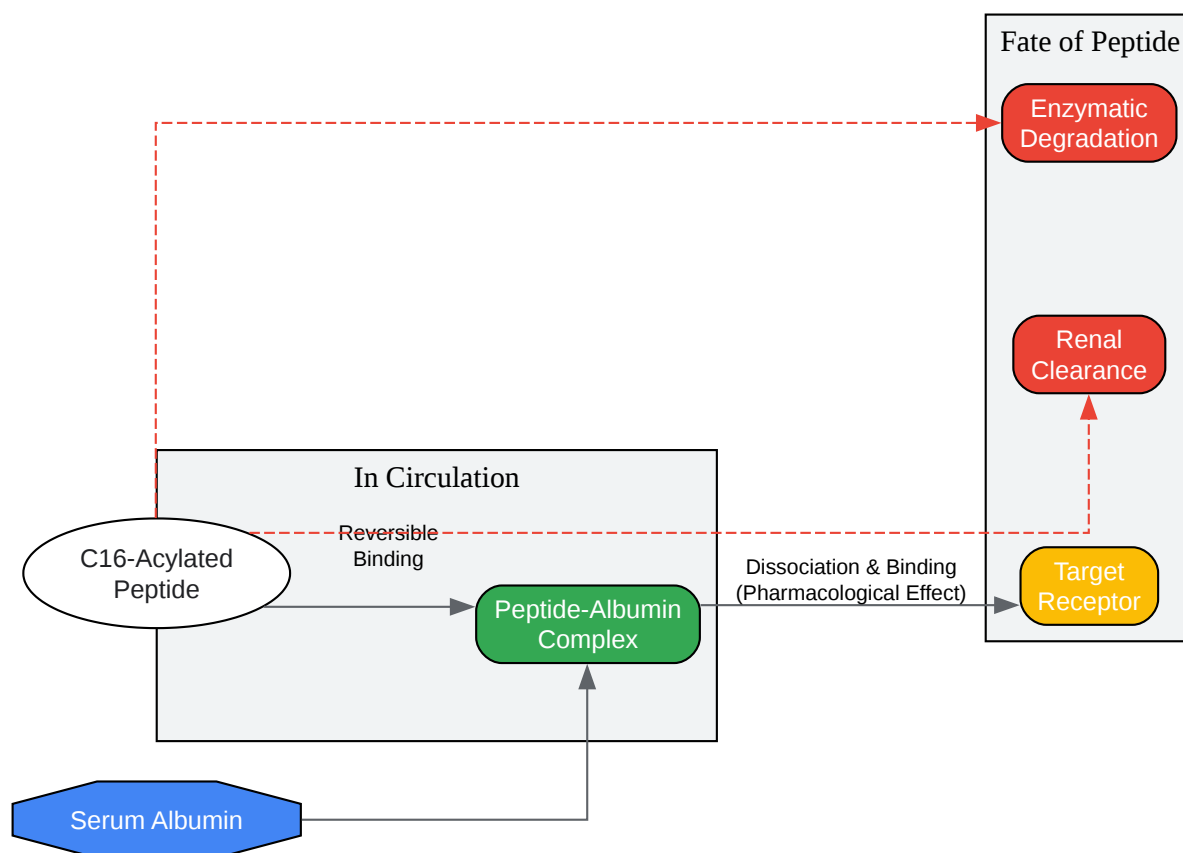 Fate of Peptide
Enzymatic
Degradation
Renal
Clearance
In Circulation
Reversible
Binding
C16-Acylated
Peptide
Dissociation & Binding
(Pharmacological Effect)
Target
Receptor
Peptide-Albumin
Complex
Serum Albumin